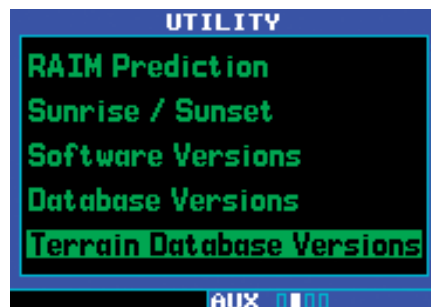 UTILITY
RAIM Prediction
Sunrise / Sunset
Software Versions
Database Versions
Terrain Database Versions
AUX